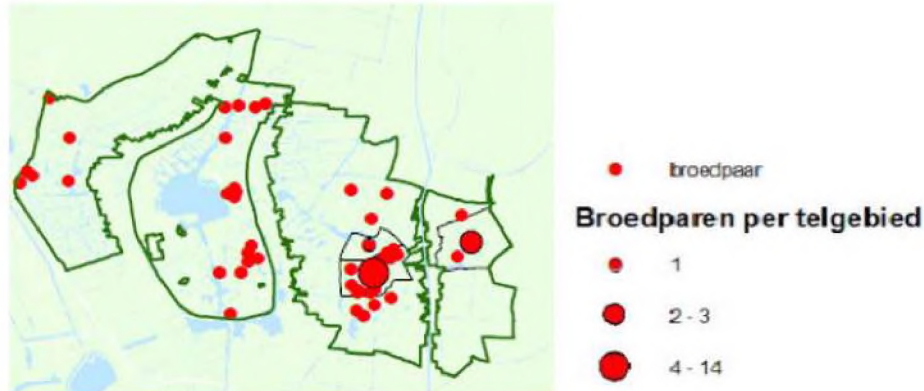 broedpaar
Broedparen per telgebied
1
2 - 3
4 - 14